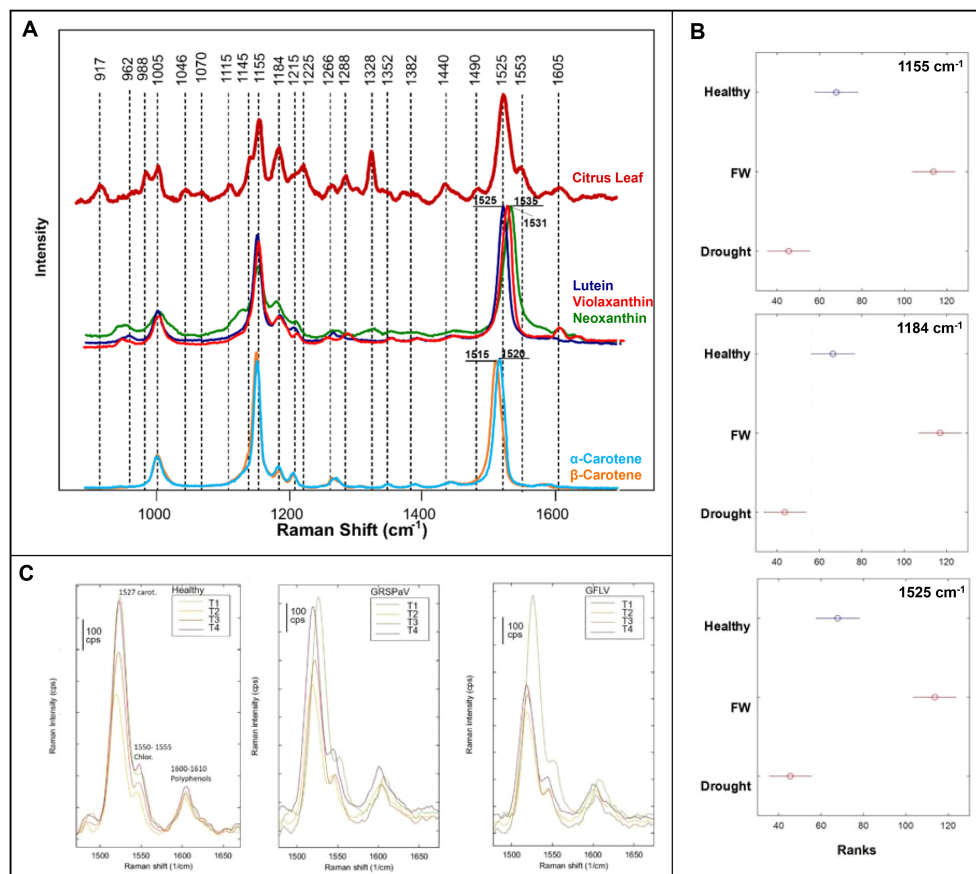 A
917
962
988
1005
1046
1070
1115
1145
1155
1184
1215
1225
1266
1288
1328
1352
1382
1440
1490
1525
1553
1605
Citrus Leaf
1525
1535
1531
Lutein
Violaxanthin
Neoxanthin
1515
1520
α-Carotene
β-Carotene
Intensity
1000
1200
1400
1600
Raman Shift (cm-1)
B
1155 cm-1
Healthy
FW
Drought
40
60
80
100
120
1184 cm-1
Healthy
FW
Drought
40
60
80
100
120
1525 cm-1
Healthy
FW
Drought
40
60
80
100
120
Ranks
C
1527 carot.
Healthy
T1
T2
T3
T4
100
cps
1550- 1555
Chlor.
1600-1610
Polyphenols
Raman Intensity (cps)
1500
1550
1600
1650
Raman shift (1/cm)
GRSPaV
T1
T2
T3
T4
100
cps
Raman intensity (cps)
1500
1550
1600
1650
Raman shift (1/cm)
GFLV
T1
T2
T3
T4
100
cps
Raman intensity (cps)
1500
1550
1600
1650
Raman shift (1/cm)